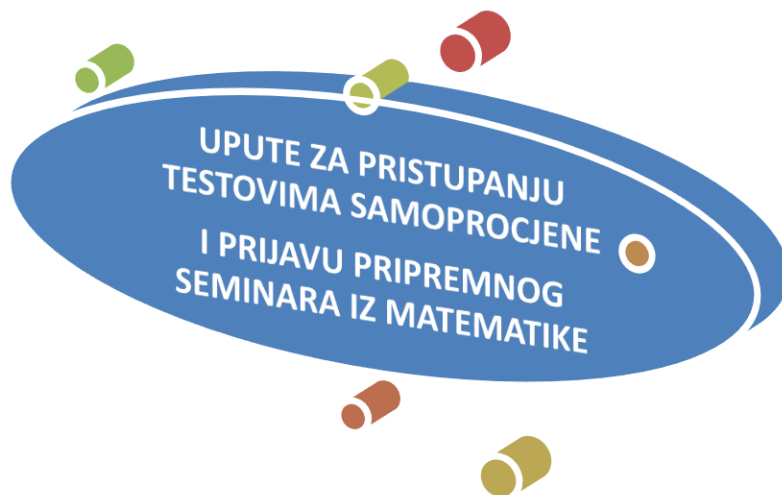 UPUTE ZA PRISTUPANJU
TESTOVIMA SAMOPROCJENE
I PRIJAVU PRIPREMNOG
SEMINARA IZ MATEMATIKE